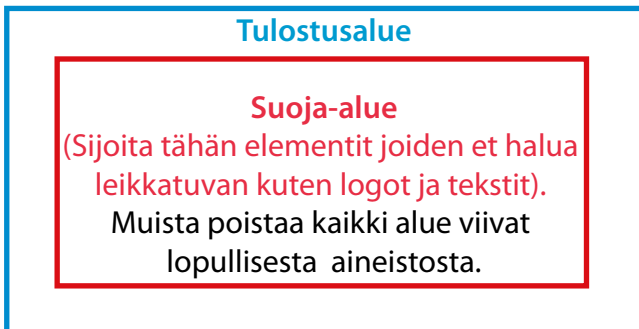 Tulostusalue
Suoja-alue
(Sijoita tähän elementit joiden et halua
leikkatuvan kuten logot ja tekstit).
Muista poistaa kaikki alue viivat
lopullisesta  aineistosta.